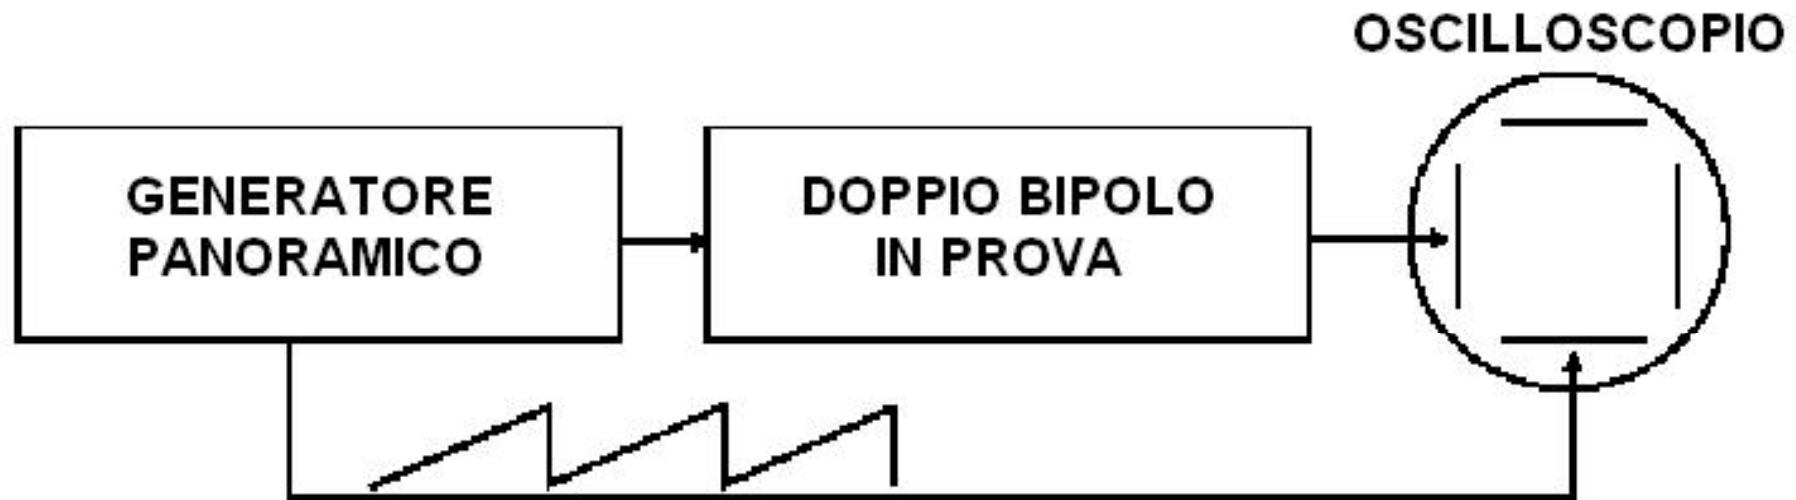 OSCILLOSCOPIO
GENERATORE
PANORAMICO
DOPPIO BIPOLO
IN PROVA